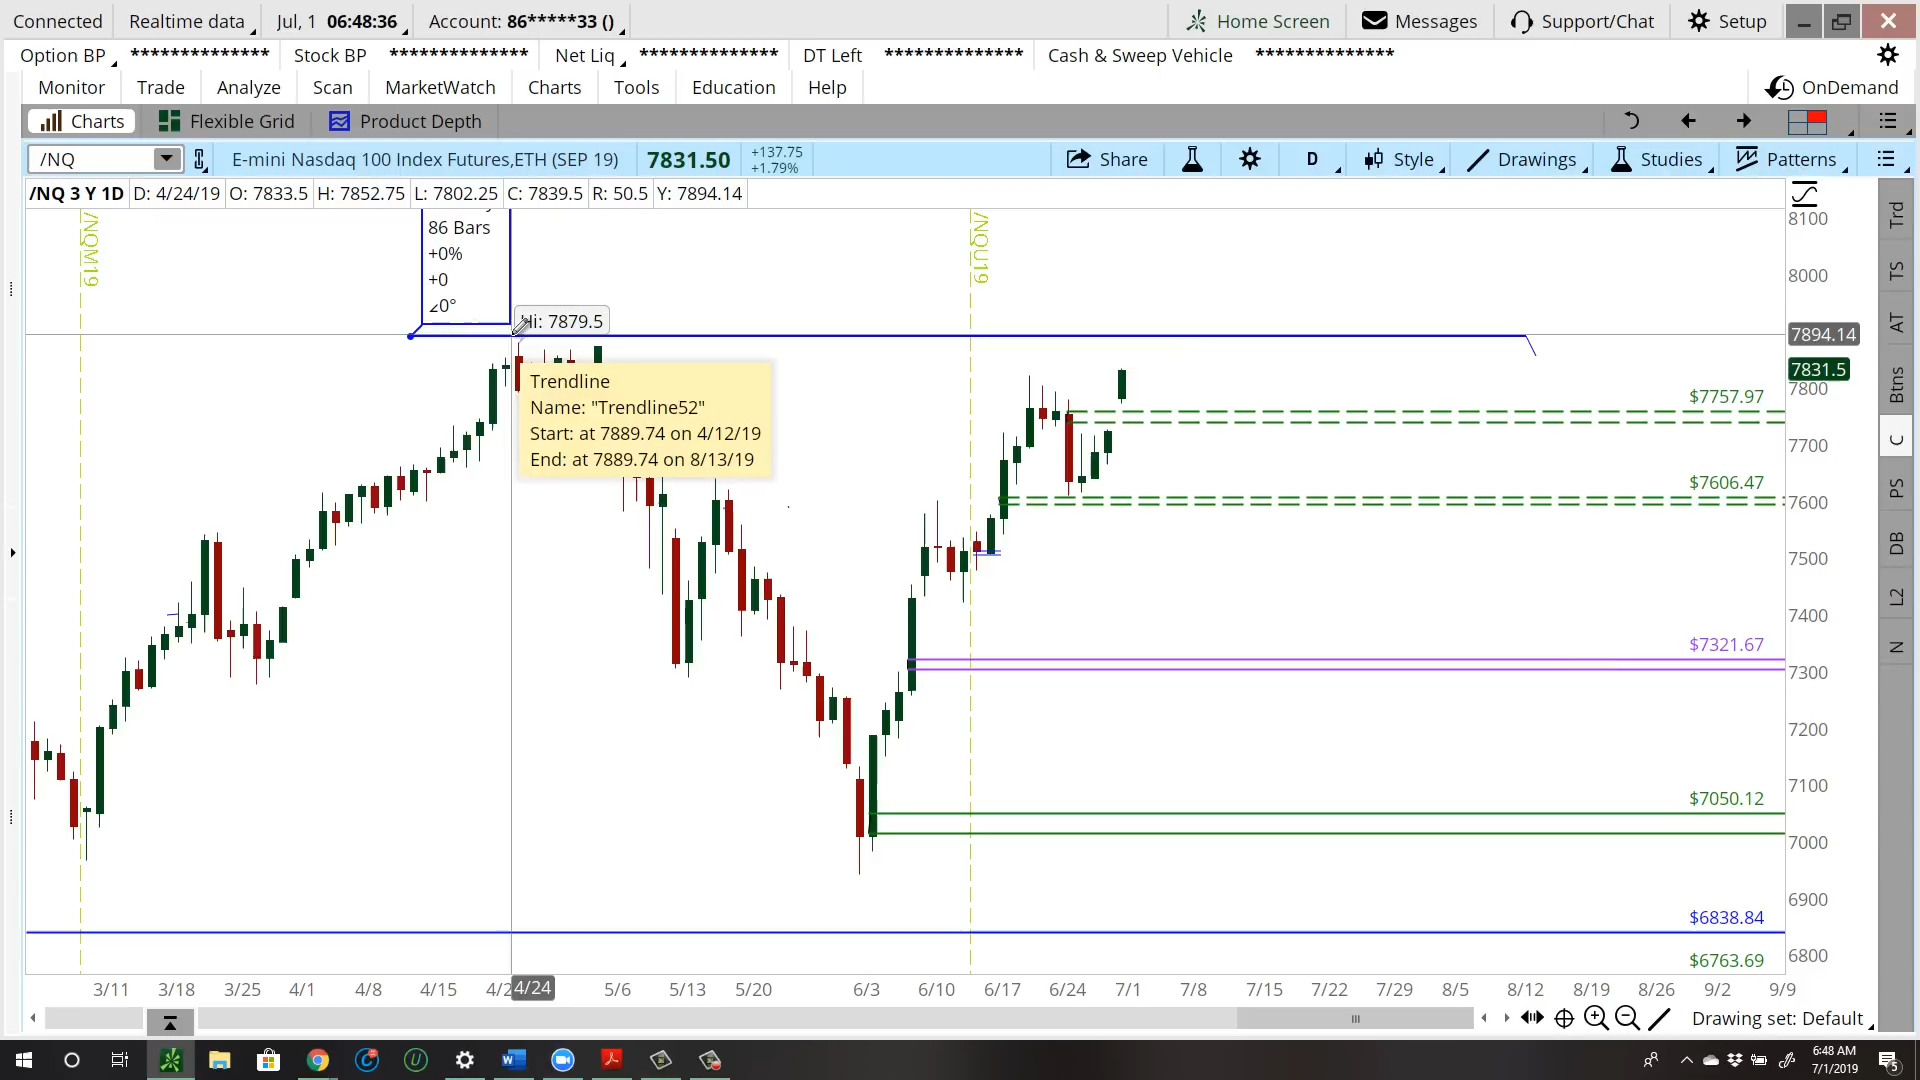 Connected Realtime data Jul, 1 06:48:36 Account: 86*****33 () Home Screen Messages Support/Chat Setup
Option BP ************** Stock BP ************** Net Liq ************** DT Left ************** Cash & Sweep Vehicle **************
Monitor Trade Analyze Scan MarketWatch Charts Tools Education Help OnDemand
Charts Flexible Grid Product Depth
/NQ E-mini Nasdaq 100 Index Futures,ETH (SEP 19) 7831.50 +137.75 +1.79% Share D Style Drawings Studies Patterns
/NQ 3 Y 1D D: 4/24/19 O: 7833.5 H: 7852.75 L: 7802.25 C: 7839.5 R: 50.5 Y: 7894.14
/NQM19
/NQU19
86 Bars
+0%
+0
Hi: 7879.5
Trendline
Name: "Trendline52"
Start: at 7889.74 on 4/12/19
End: at 7889.74 on 8/13/19
$7757.97
$7606.47
$7321.67
$7050.12
$6838.84
$6763.69
8100
8000
7894.14
7831.5
7800
7700
7600
7500
7400
7300
7200
7100
7000
6900
6800
Trd
TS
AT
Btns
C
PS
DB
L2
N
3/11 3/18 3/25 4/1 4/8 4/15 4/24 5/6 5/13 5/20 6/3 6/10 6/17 6/24 7/1 7/8 7/15 7/22 7/29 8/5 8/12 8/19 8/26 9/2 9/9
Drawing set: Default
6:48 AM
7/1/2019
5